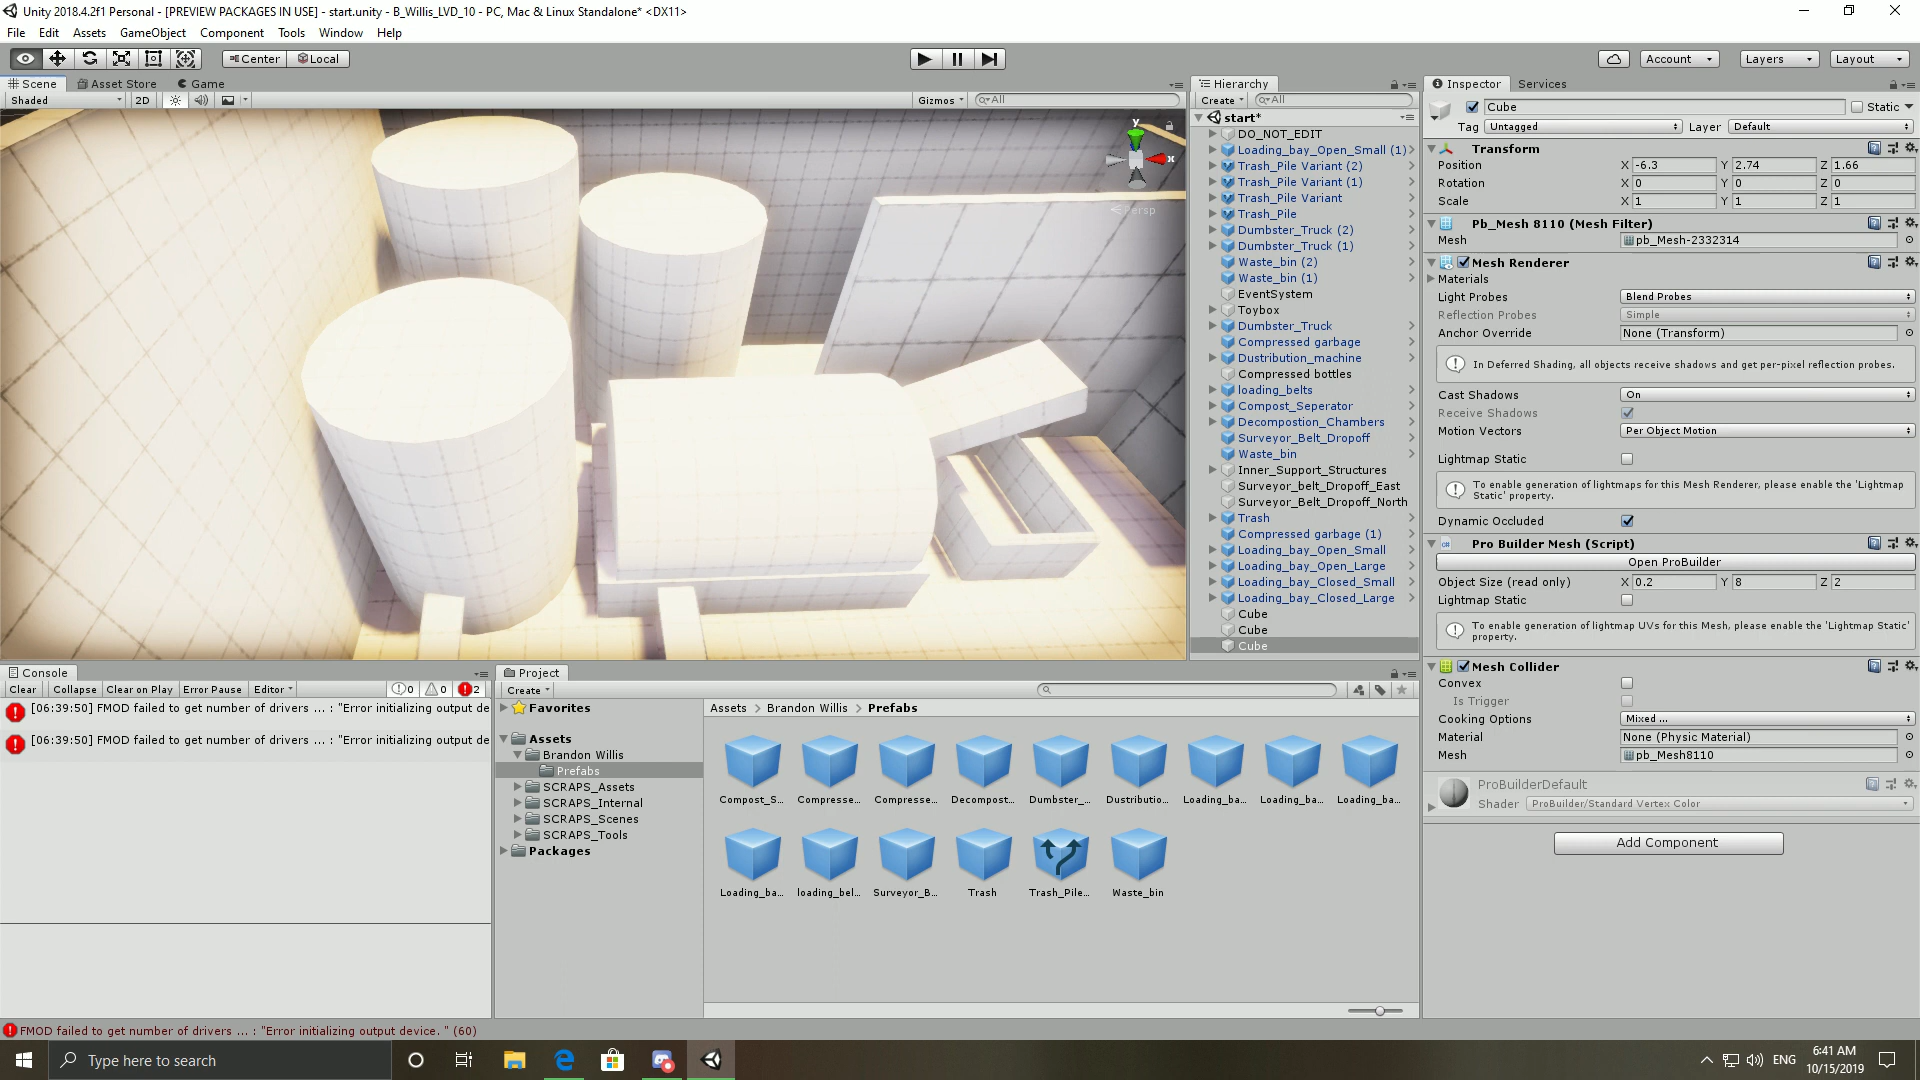 Unity 2018.4.2f1 Personal - [PREVIEW PACKAGES IN USE] - start.unity - B_Willis_LVD_10 - PC, Mac & Linux Standalone* <DX11>
File Edit Assets GameObject Component Tools Window Help
Center Local Account Layers Layout
Scene Asset Store Game
Shaded 2D Gizmos All
y
x
Persp
Hierarchy
Create All
start*
DO_NOT_EDIT
Loading_bay_Open_Small (1)
Trash_Pile Variant (2)
Trash_Pile Variant (1)
Trash_Pile Variant
Trash_Pile
Dumbster_Truck (2)
Dumbster_Truck (1)
Waste_bin (2)
Waste_bin (1)
EventSystem
Toybox
Dumbster_Truck
Compressed garbage
Dustribution_machine
Compressed bottles
loading_belts
Compost_Seperator
Decompostion_Chambers
Surveyor_Belt_Dropoff
Waste_bin
Inner_Support_Structures
Surveyor_belt_Dropoff_East
Surveyor_Belt_Dropoff_North
Trash
Compressed garbage (1)
Loading_bay_Open_Small
Loading_bay_Open_Large
Loading_bay_Closed_Small
Loading_bay_Closed_Large
Cube
Cube
Cube
Inspector Services
Cube Static
Tag Untagged Layer Default
Transform
Position X -6.3 Y 2.74 Z 1.66
Rotation X 0 Y 0 Z 0
Scale X 1 Y 1 Z 1
Pb_Mesh 8110 (Mesh Filter)
Mesh pb_Mesh-2332314
Mesh Renderer
Materials
Light Probes Blend Probes
Reflection Probes Simple
Anchor Override None (Transform)
In Deferred Shading, all objects receive shadows and get per-pixel reflection probes.
Cast Shadows On
Receive Shadows
Motion Vectors Per Object Motion
Lightmap Static
To enable generation of lightmaps for this Mesh Renderer, please enable the 'Lightmap
Static' property.
Dynamic Occluded
Pro Builder Mesh (Script)
Open ProBuilder
Object Size (read only) X 0.2 Y 8 Z 2
Lightmap Static
To enable generation of lightmap UVs for this Mesh, please enable the 'Lightmap Static'
property.
Mesh Collider
Convex
Is Trigger
Cooking Options Mixed ...
Material None (Physic Material)
Mesh pb_Mesh8110
ProBuilderDefault
Shader ProBuilder/Standard Vertex Color
Add Component
Console
Clear Collapse Clear on Play Error Pause Editor 0 0 2
[06:39:50] FMOD failed to get number of drivers ... : "Error initializing output de
[06:39:50] FMOD failed to get number of drivers ... : "Error initializing output de
Project
Create
Favorites
Assets
Brandon Willis
Prefabs
SCRAPS_Assets
SCRAPS_Internal
SCRAPS_Scenes
SCRAPS_Tools
Packages
Assets > Brandon Willis > Prefabs
Compost_S... Compresse... Compresse... Decompost... Dumbster_... Dustributio... Loading_ba... Loading_ba... Loading_ba...
Loading_ba... loading_bel... Surveyor_B... Trash Trash_Pile... Waste_bin
FMOD failed to get number of drivers ... : "Error initializing output device. " (60)
Type here to search
ENG
6:41 AM
10/15/2019